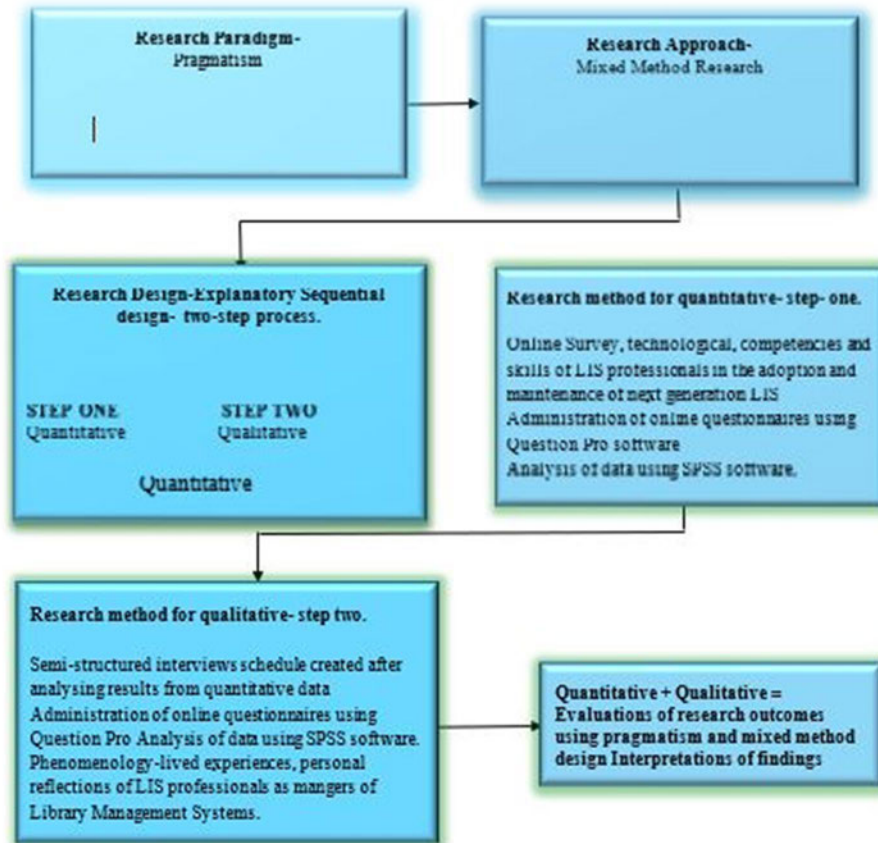 Research Paradigm-
Pragmatism
Research Approach-
Mixed Method Research
Research Design-Explanatory Sequential
design- two-step process.
STEP ONE STEP TWO
Quantitative Qualitative
Quantitative
Research method for quantitative- step- one.
Online Survey, technological, competencies and
skills of LIS professionals in the adoption and
maintenance of next generation LIS
Administration of online questionnaires using
Question Pro software
Analysis of data using SPSS software.
Research method for qualitative- step two.
Semi-structured interviews schedule created after
analysing results from quantitative data
Administration of online questionnaires using
Question Pro Analysis of data using SPSS software.
Phenomenology-lived experiences, personal
reflections of LIS professionals as mangers of
Library Management Systems.
Quantitative + Qualitative =
Evaluations of research outcomes
using pragmatism and mixed method
design Interpretations of findings